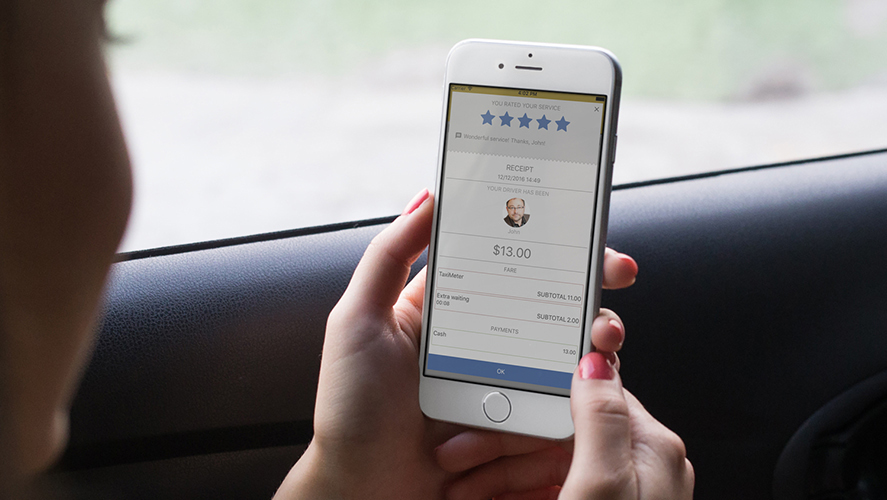 4:02 PM
YOU RATED YOUR SERVICE
Wonderful service! Thanks, John!
RECEIPT
12/12/2016 14:49
YOUR DRIVER HAS BEEN
John
$13.00
FARE
TaxiMeter
SUBTOTAL 11.00
Extra waiting
00:08
SUBTOTAL 2.00
PAYMENTS
Cash 13.00
OK